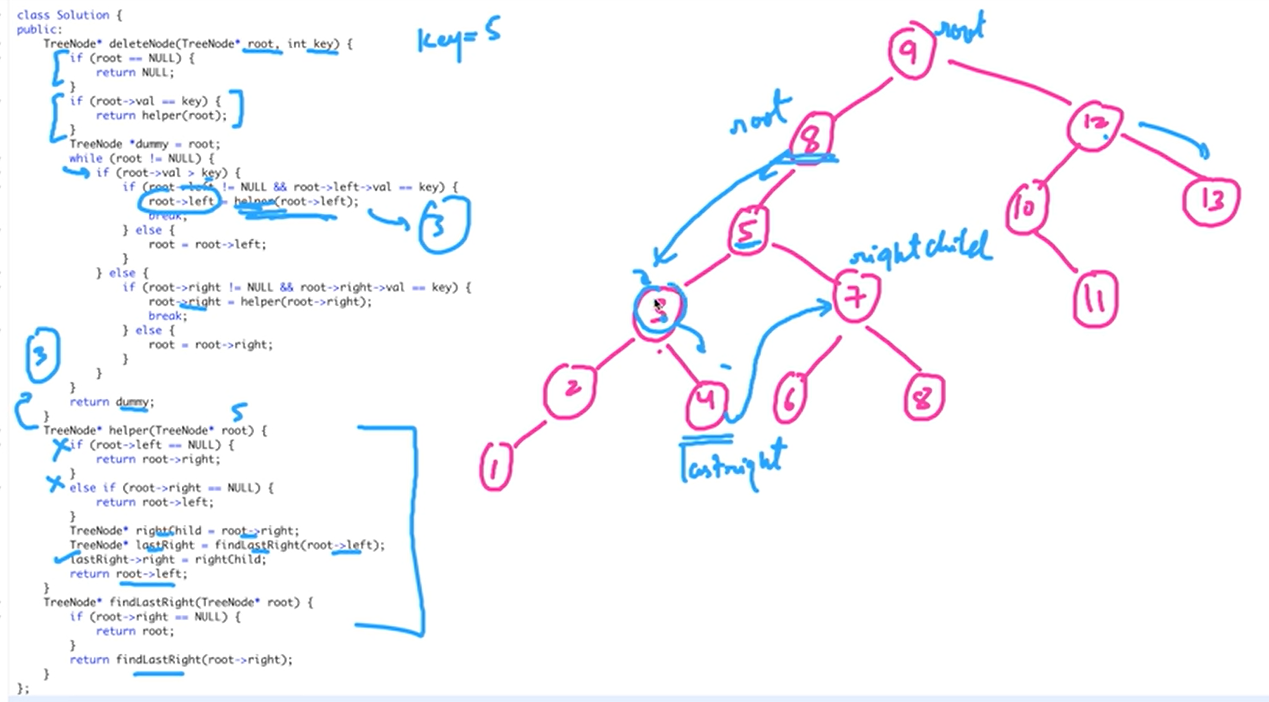 class Solution {
public:
    TreeNode* deleteNode(TreeNode* root, int key) {
        if (root == NULL) {
            return NULL;
        }
        if (root->val == key) {
            return helper(root);
        }
        TreeNode *dummy = root;
        while (root != NULL) {
            if (root->val > key) {
                if (root->left != NULL && root->left->val == key) {
                    root->left = helper(root->left);
                    break;
                } else {
                    root = root->left;
                }
            } else {
                if (root->right != NULL && root->right->val == key) {
                    root->right = helper(root->right);
                    break;
                } else {
                    root = root->right;
                }
            }
        }
        return dummy;
    }
    TreeNode* helper(TreeNode* root) {
        if (root->left == NULL) {
            return root->right;
        }
        else if (root->right == NULL) {
            return root->left;
        }
        TreeNode* rightChild = root->right;
        TreeNode* lastRight = findLastRight(root->left);
        lastRight->right = rightChild;
        return root->left;
    }
    TreeNode* findLastRight(TreeNode* root) {
        if (root->right == NULL) {
            return root;
        }
        return findLastRight(root->right);
    }
};
3
3
5
key=5
root
9
root
8
12
5
10
13
rightchild
3
7
11
2
4
6
8
1
lastright